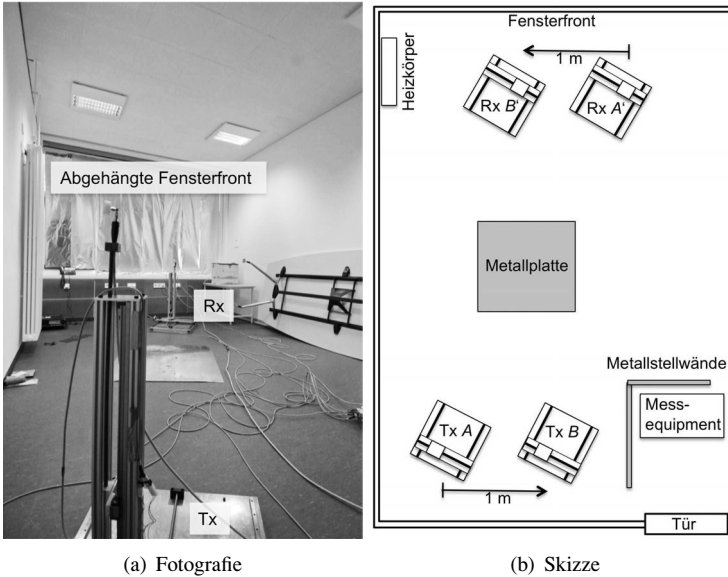 Abgehängte Fensterfront
Rx
Tx
(a) Fotografie
Fensterfront
Heizkörper
1 m
Rx B‘
Rx A‘
Metallplatte
Metallstellwände
Mess-
equipment
Tx A
Tx B
1 m
Tür
(b) Skizze